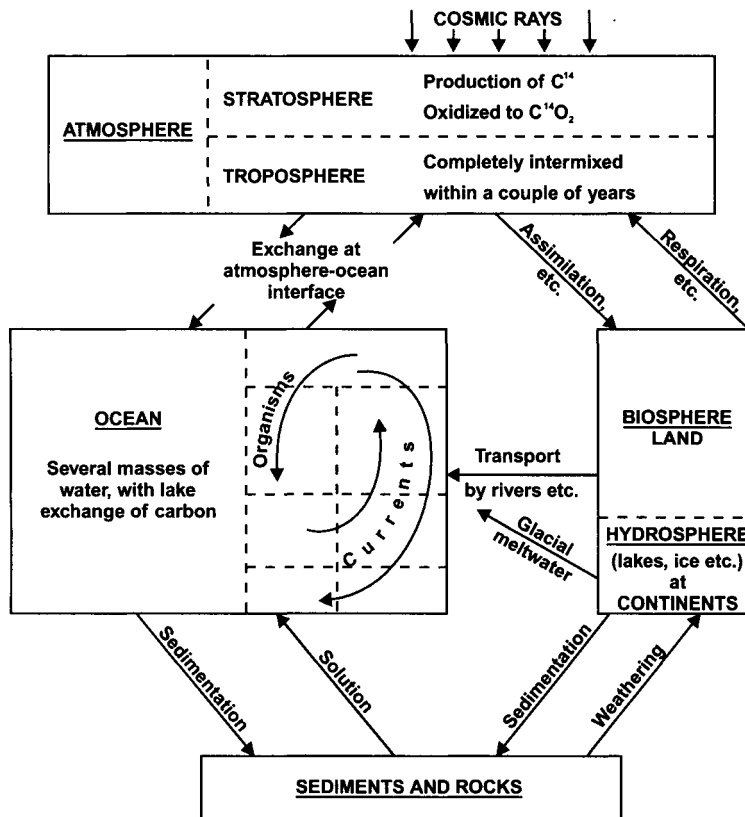 COSMIC RAYS
ATMOSPHERE
STRATOSPHERE
Production of C¹⁴
Oxidized to C¹⁴O₂
TROPOSPHERE
Completely intermixed
within a couple of years
Exchange at
atmosphere-ocean
interface
Assimilation,
etc.
Respiration,
etc.
OCEAN
Several masses of
water, with lake
exchange of carbon
Organisms
Currents
Transport
by rivers etc.
Glacial
meltwater
BIOSPHERE
LAND
HYDROSPHERE
(lakes, ice etc.)
at
CONTINENTS
Sedimentation
Solution
Sedimentation
Weathering
SEDIMENTS AND ROCKS